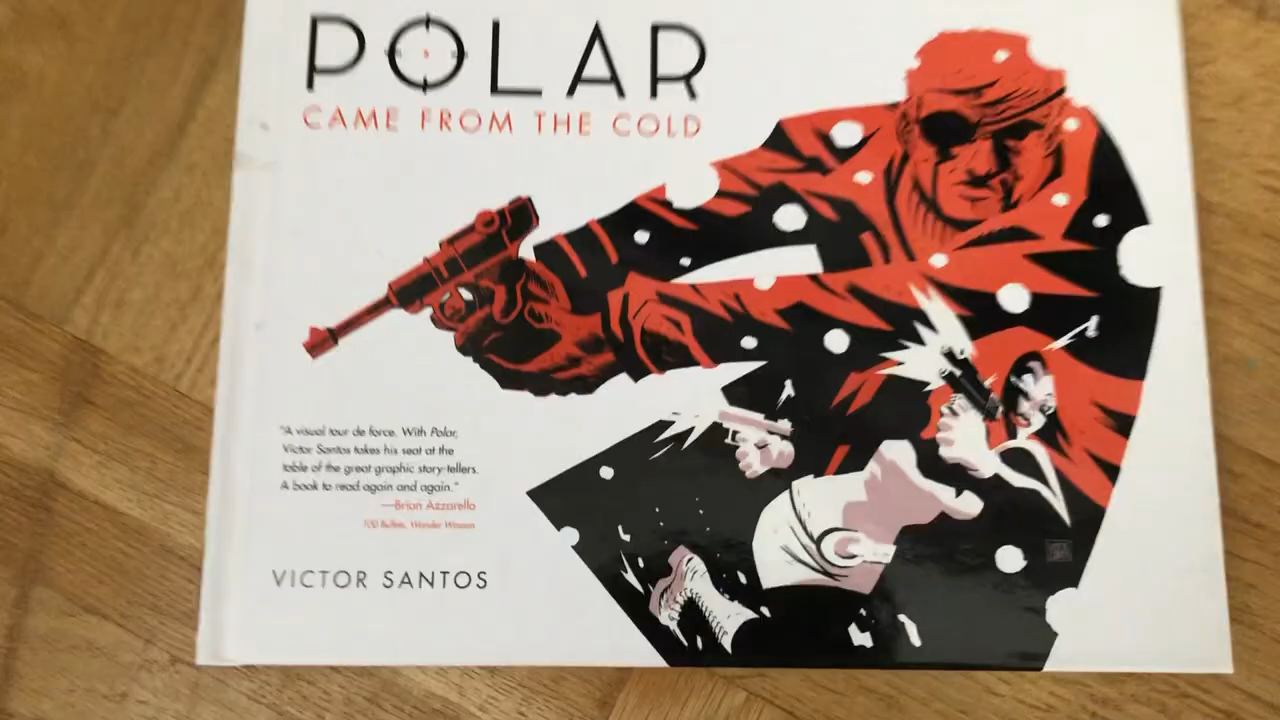 POLAR
CAME FROM THE COLD
"A visual tour de force. With Polar,
Victor Santos takes his seat at the
table of the great graphic story-tellers.
A book to read again and again."
—Brian Azzarello
100 Bullets, Wonder Woman
VICTOR SANTOS